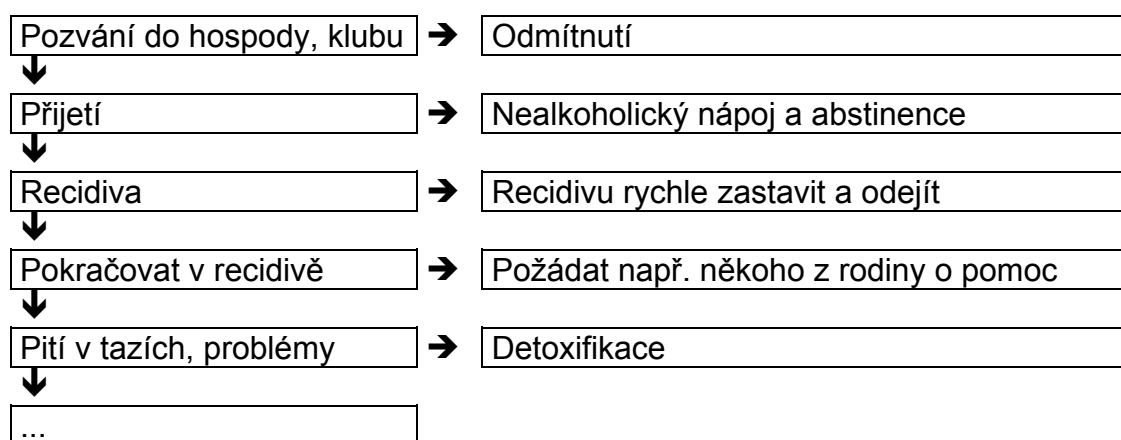 Pozvání do hospody, klubu ➔ Odmítnutí
Přijetí ➔ Nealkoholický nápoj a abstinence
Recidiva ➔ Recidivu rychle zastavit a odejít
Pokračovat v recidivě ➔ Požádat např. někoho z rodiny o pomoc
Pití v tazích, problémy ➔ Detoxifikace
...